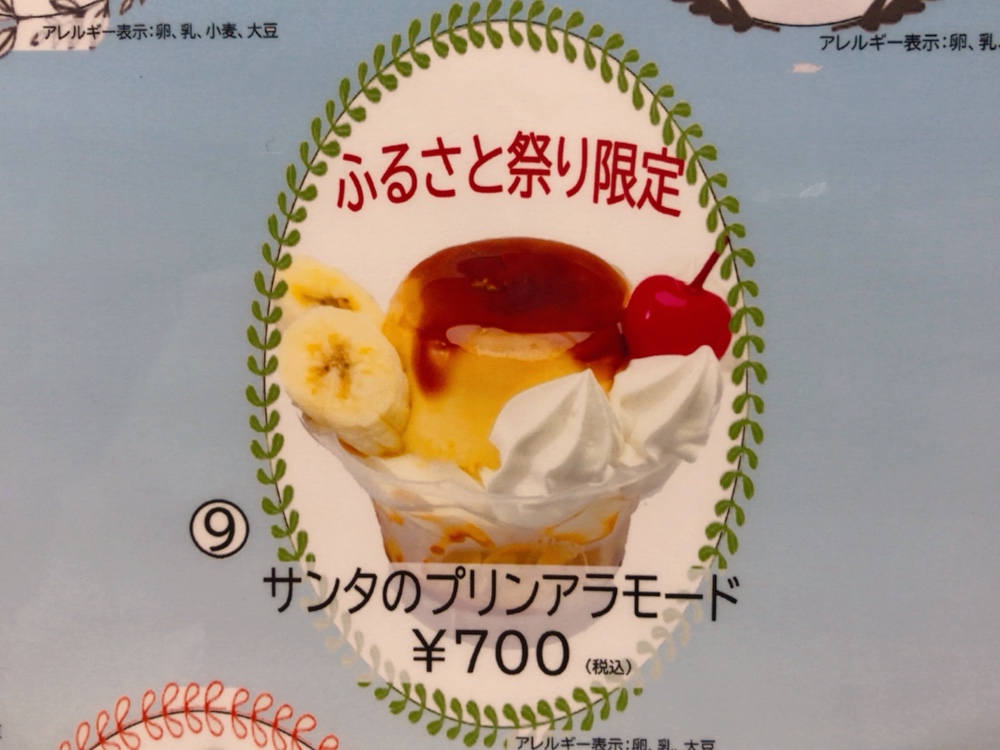 アレルギー表示:卵、乳、小麦、大豆
アレルギー表示:卵、乳、
ふるさと祭り限定
⑨
サンタのプリンアラモード
¥700(税込)
アレルギー表示:卵、乳、大豆